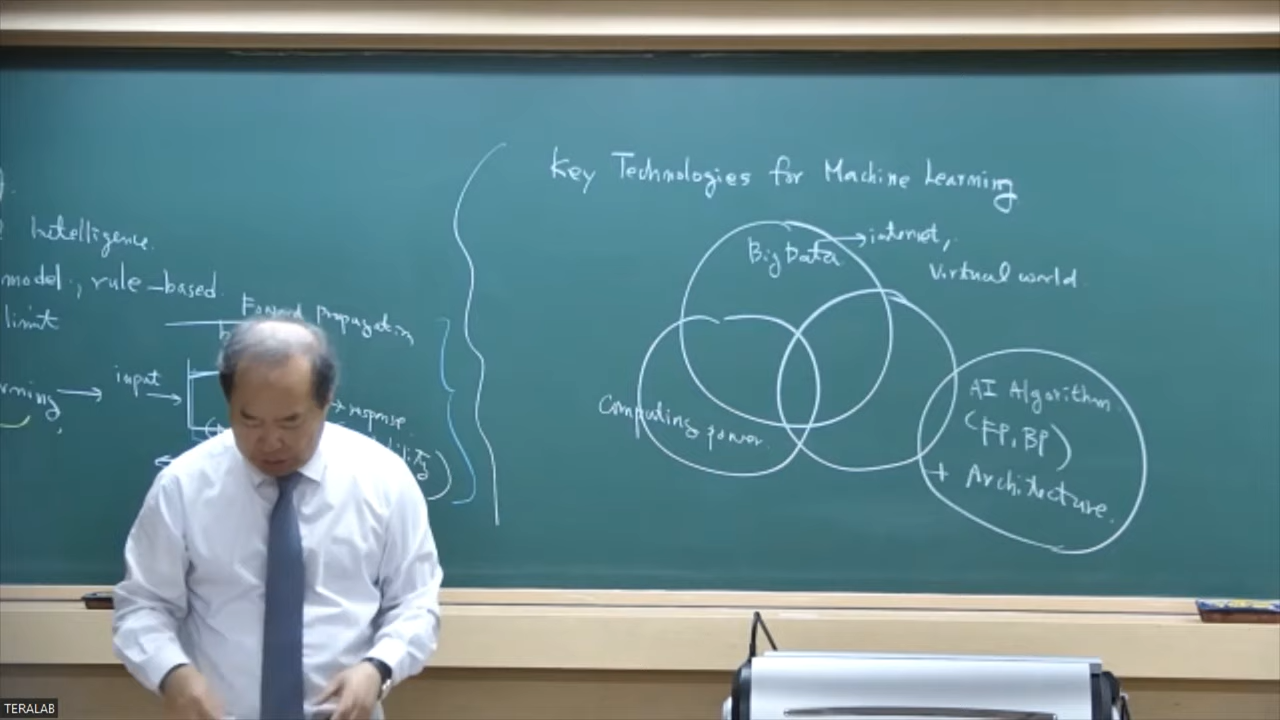 Intelligence.
model, rule-based.
limit
Forward propagation
input
response
Key Technologies for Machine Learning
Big Data
internet,
Virtual world
Computing power.
AI Algorithm.
(FP, BP)
+ Architecture.
TERALAB